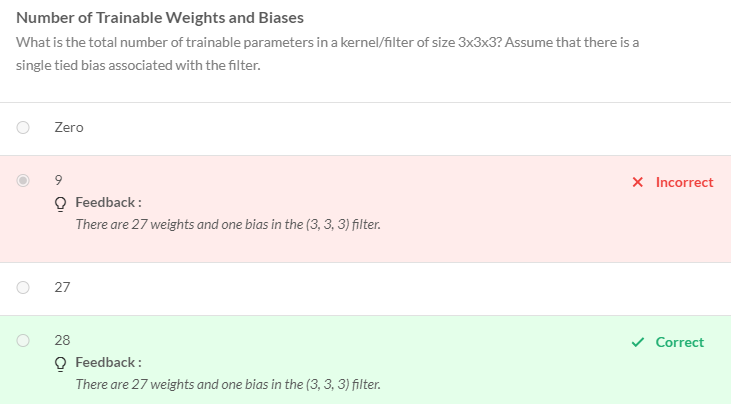 Number of Trainable Weights and Biases
What is the total number of trainable parameters in a kernel/filter of size 3x3x3? Assume that there is a
single tied bias associated with the filter.
Zero
9
Incorrect
Feedback :
There are 27 weights and one bias in the (3, 3, 3) filter.
27
28
Correct
Feedback :
There are 27 weights and one bias in the (3, 3, 3) filter.